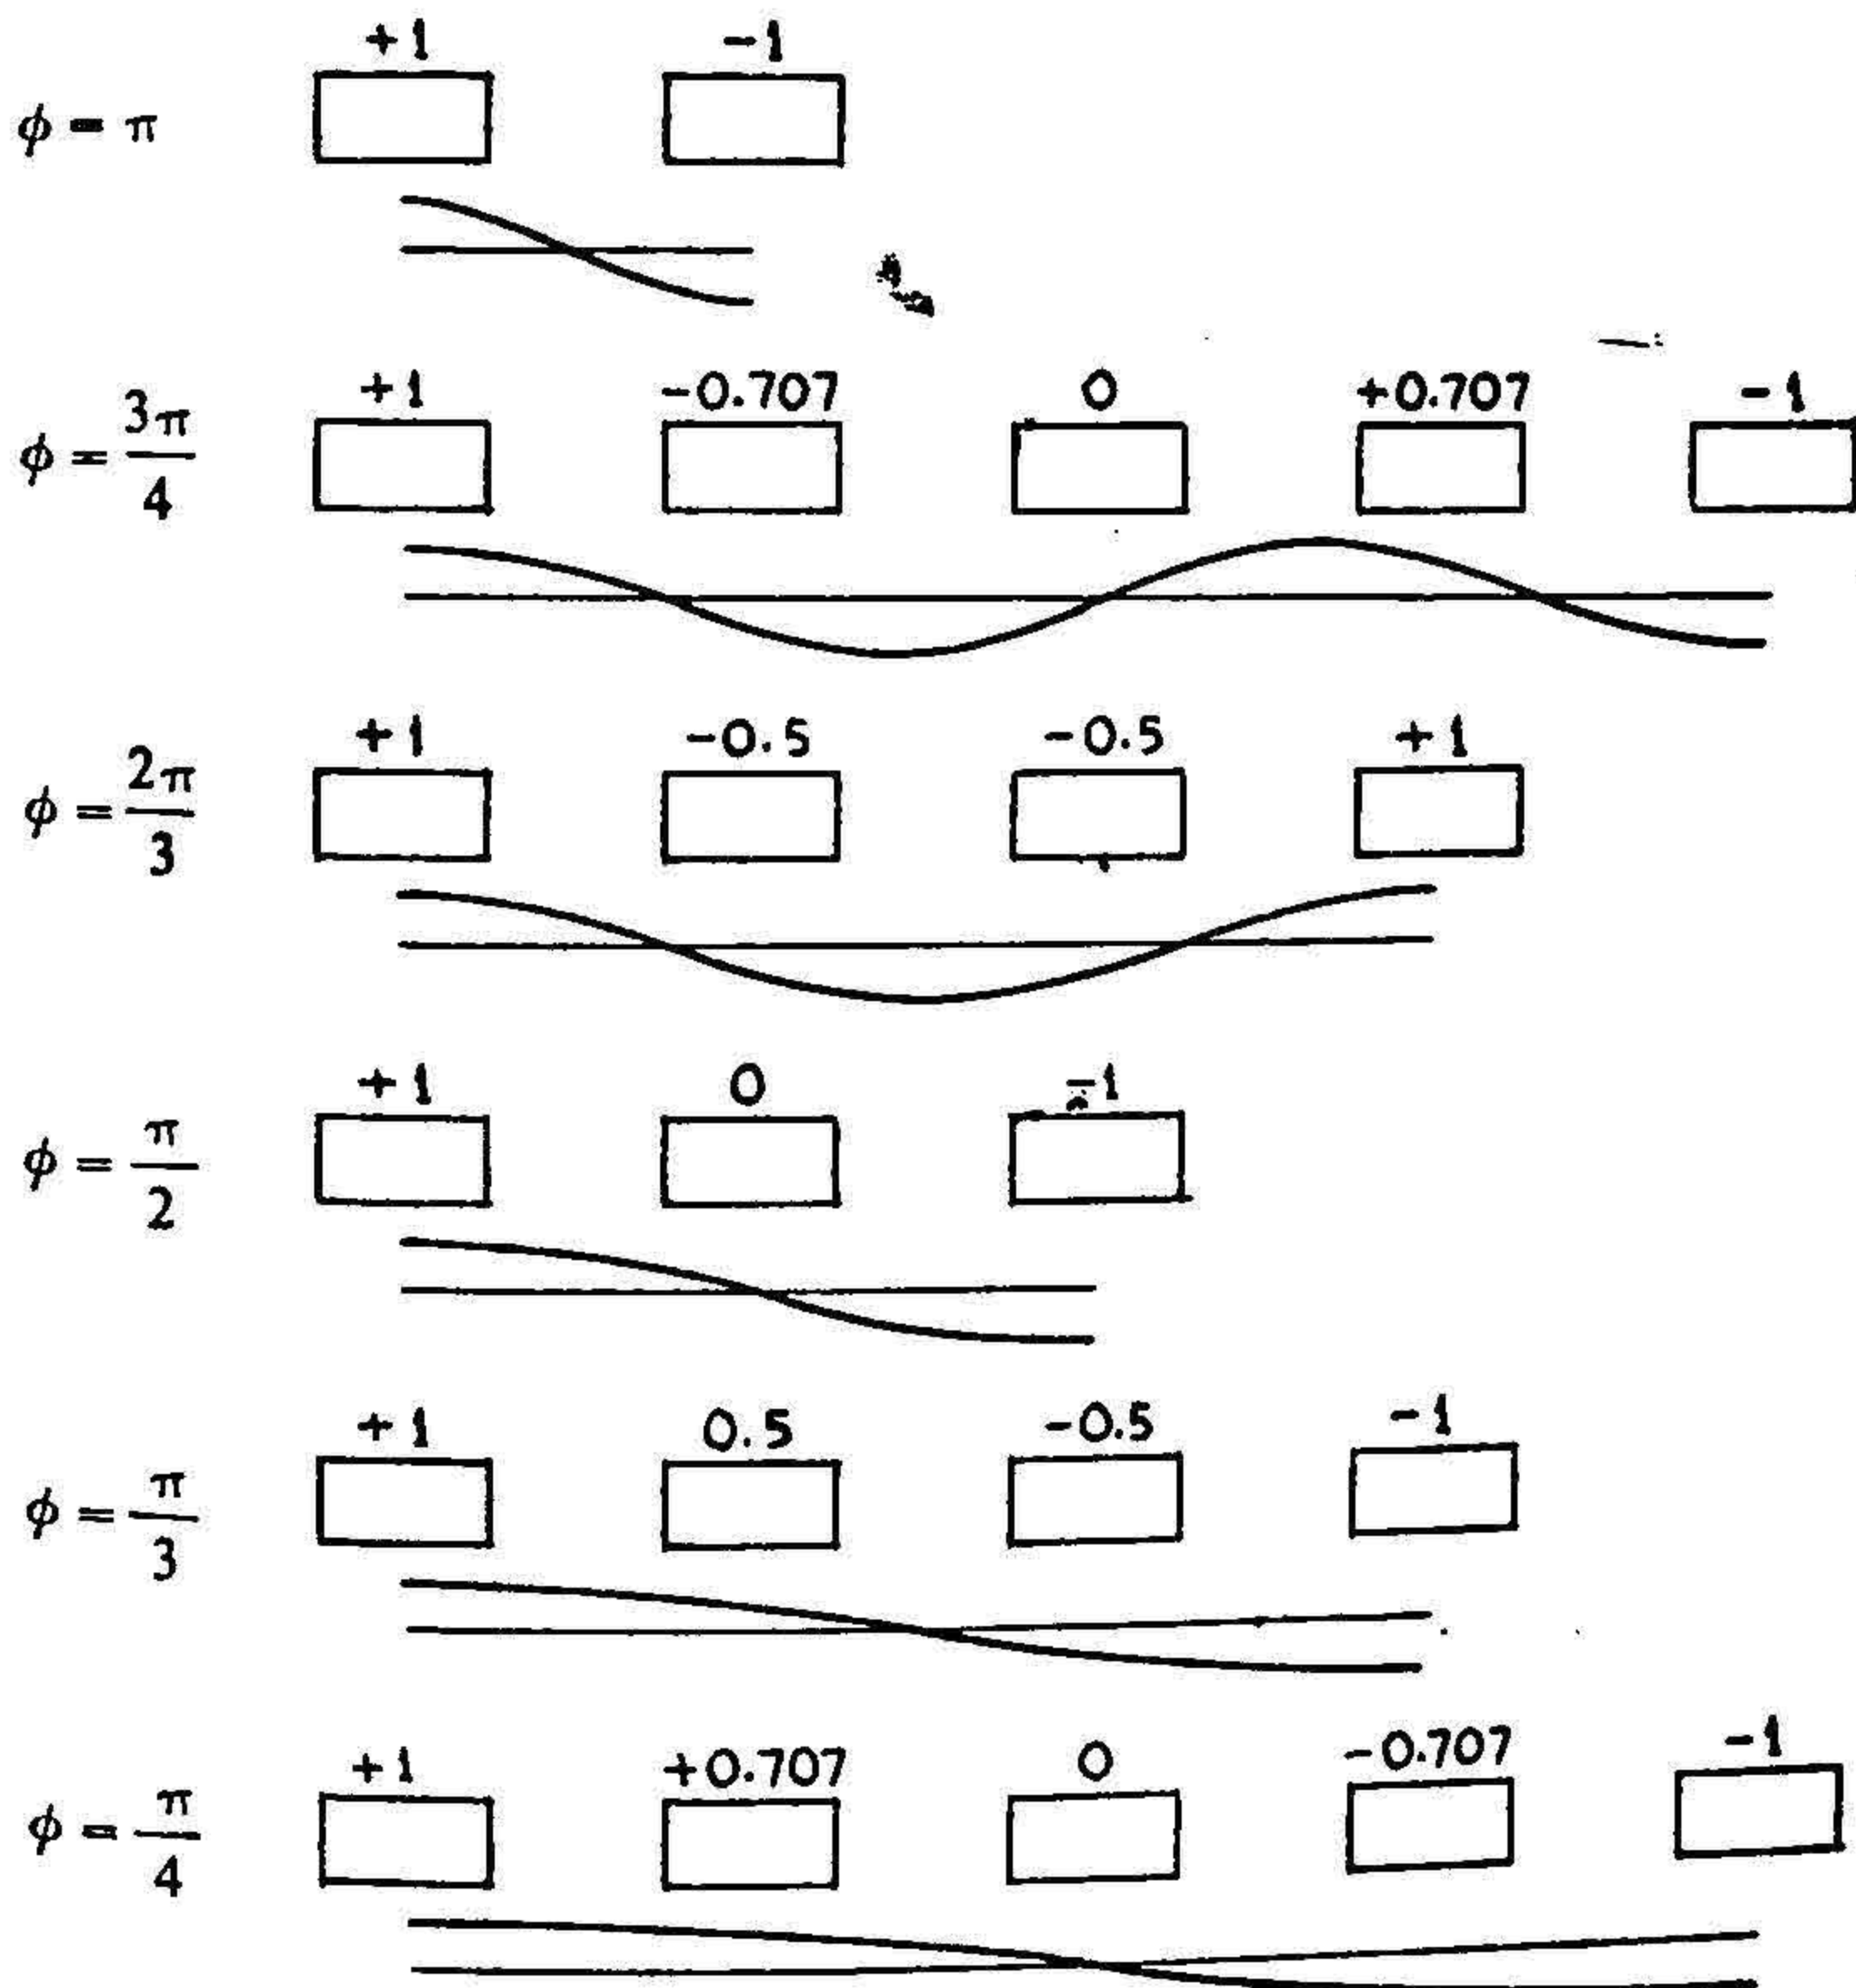 +1 -1
ϕ = π
+1 -0.707 0 +0.707 -1
ϕ = 3π/4
+1 -0.5 -0.5 +1
ϕ = 2π/3
+1 0 -1
ϕ = π/2
+1 0.5 -0.5 -1
ϕ = π/3
+1 +0.707 0 -0.707 -1
ϕ = π/4